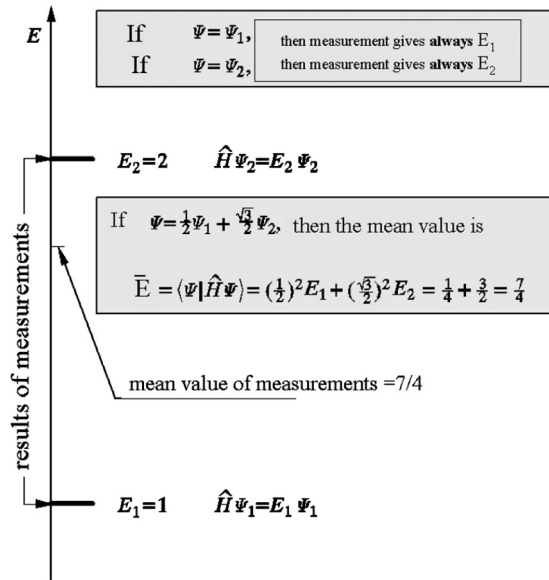 E
If Ψ=Ψ₁, then measurement gives always E₁
If Ψ=Ψ₂, then measurement gives always E₂
E₂=2 ĤΨ₂=E₂Ψ₂
If Ψ=½Ψ₁+√3/2Ψ₂, then the mean value is
Ē = ⟨Ψ|ĤΨ⟩= (½)²E₁+(√3/2)²E₂ = ¼+3/2=7/4
results of measurements
mean value of measurements =7/4
E₁=1 ĤΨ₁=E₁Ψ₁